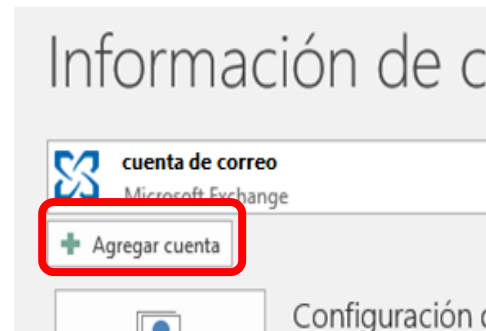 Información de c
cuenta de correo
Microsoft Exchange
Agregar cuenta
Configuración